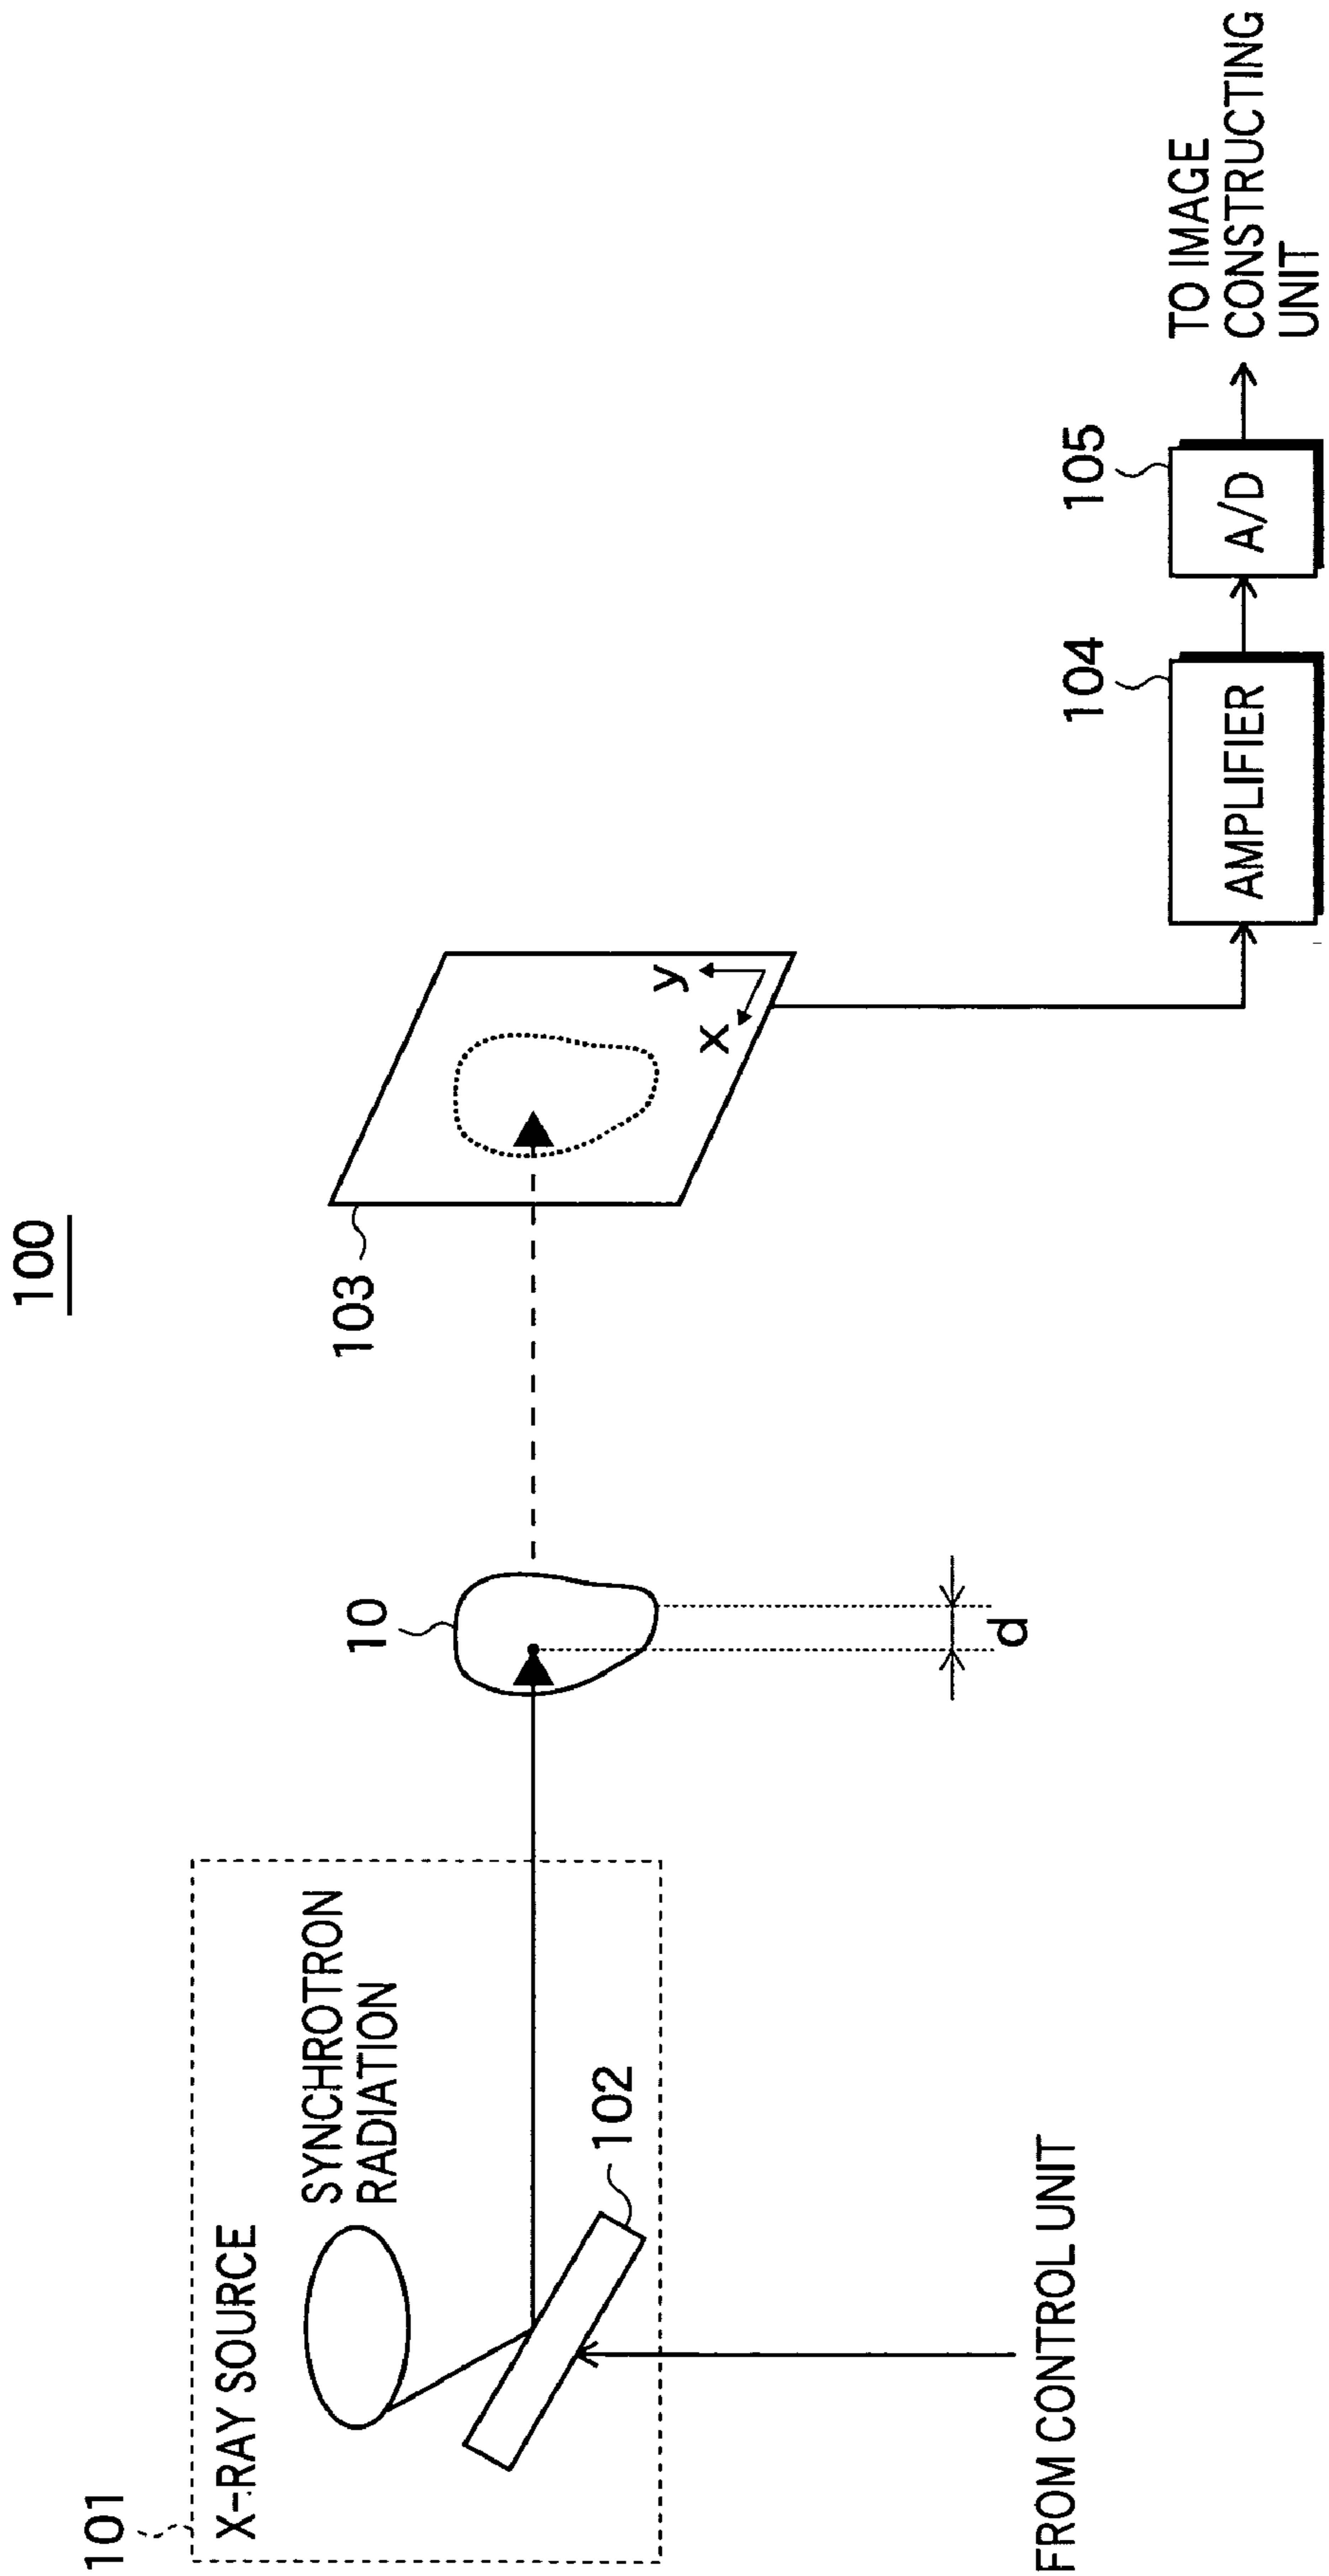 100
101
X-RAY SOURCE
SYNCHROTRON
RADIATION
102
FROM CONTROL UNIT
10
d
103
x
y
104
AMPLIFIER
105
A/D
TO IMAGE
CONSTRUCTING
UNIT